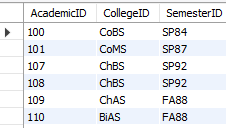 AcademicID CollegeID SemesterID
100 CoBS SP84
101 CoMS SP87
107 ChBS SP92
108 ChBS SP92
109 ChAS FA88
110 BiAS FA88